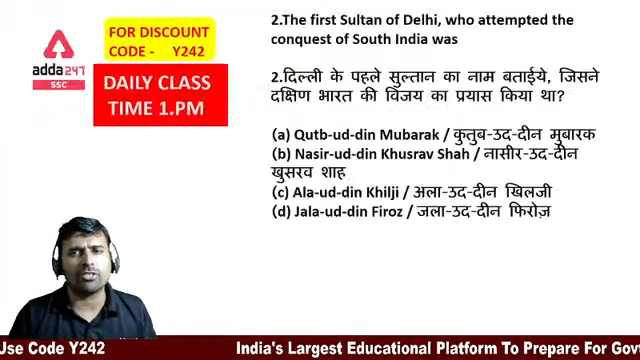 adda247
SSC
FOR DISCOUNT
CODE - Y242
DAILY CLASS
TIME 1.PM
2.The first Sultan of Delhi, who attempted the
conquest of South India was
2.दिल्ली के पहले सुल्तान का नाम बताईये, जिसने
दक्षिण भारत की विजय का प्रयास किया था?
(a) Qutb-ud-din Mubarak / कुतुब-उद-दीन मुबारक
(b) Nasir-ud-din Khusrav Shah / नासीर-उद-दीन
खुसरव शाह
(c) Ala-ud-din Khilji / अला-उद-दीन खिलजी
(d) Jala-ud-din Firoz / जला-उद-दीन फिरोज़
Use Code Y242 India's Largest Educational Platform To Prepare For Govt